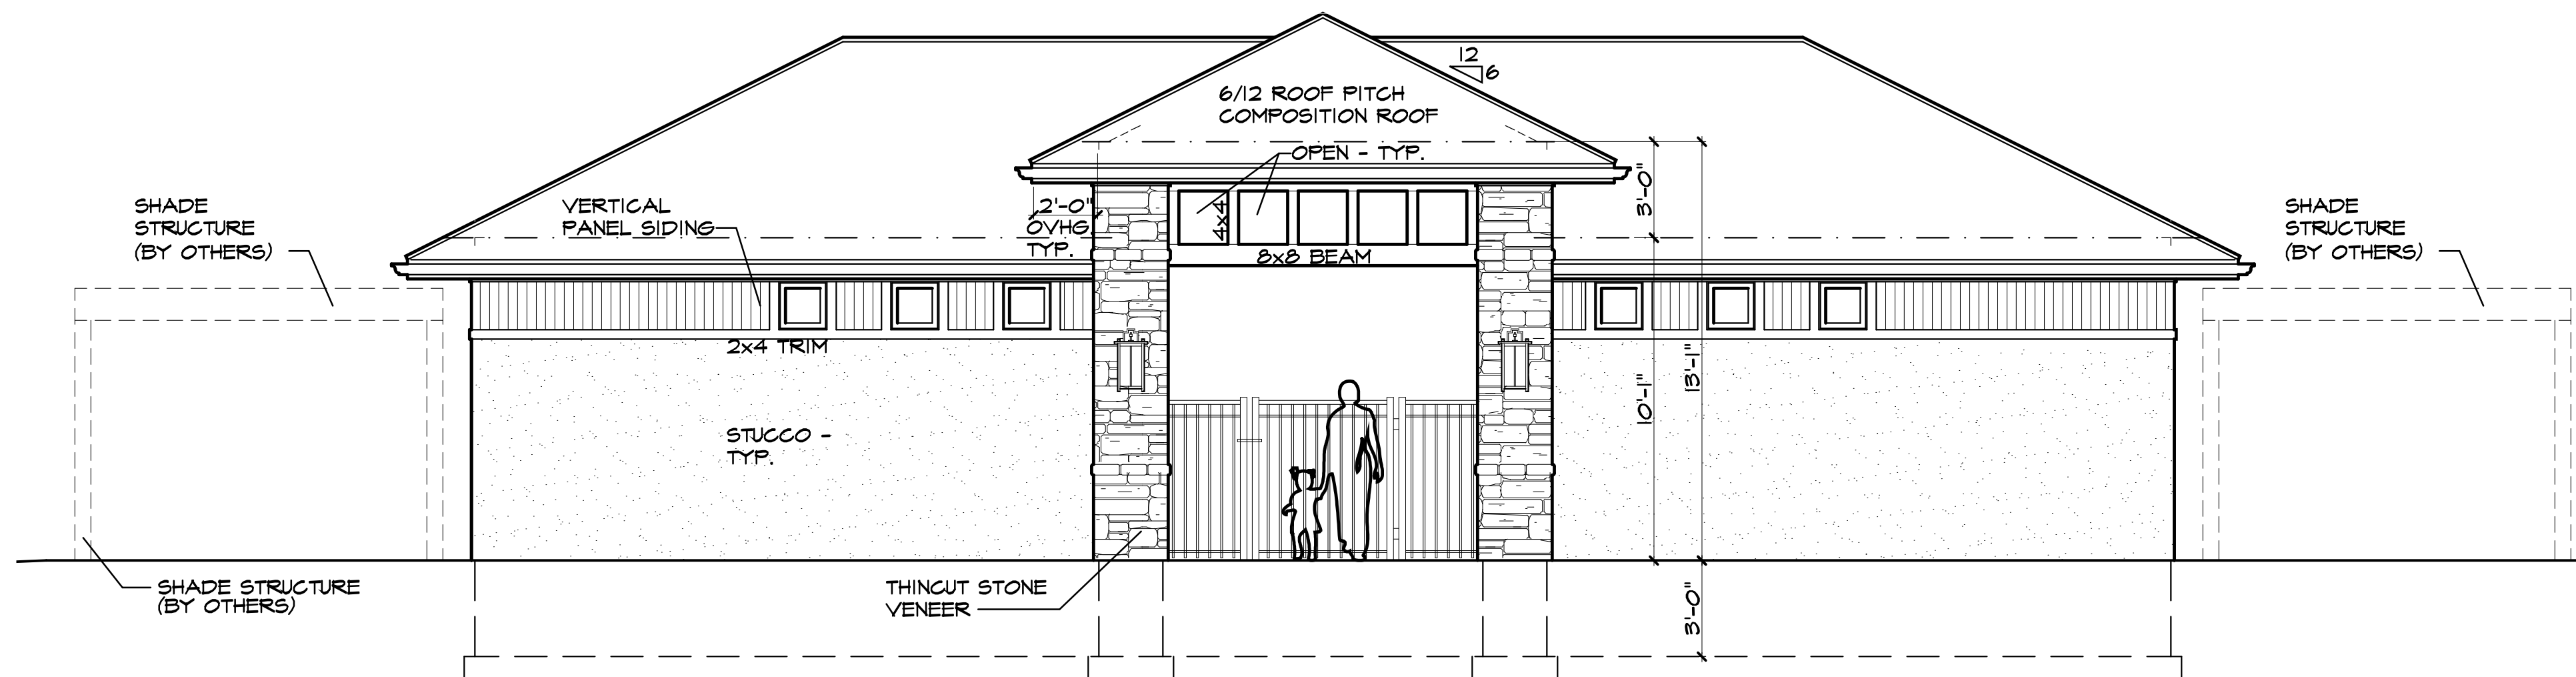 12
6
6/12 ROOF PITCH
COMPOSITION ROOF
OPEN - TYP.
SHADE
STRUCTURE
(BY OTHERS)
VERTICAL
PANEL SIDING
2'-0"
OVHG.
TYP.
4x4
8x8 BEAM
3'-0"
SHADE
STRUCTURE
(BY OTHERS)
2x4 TRIM
10'-1"
13'-1"
STUCCO -
TYP.
SHADE STRUCTURE
(BY OTHERS)
THINCUT STONE
VENEER
3'-0"